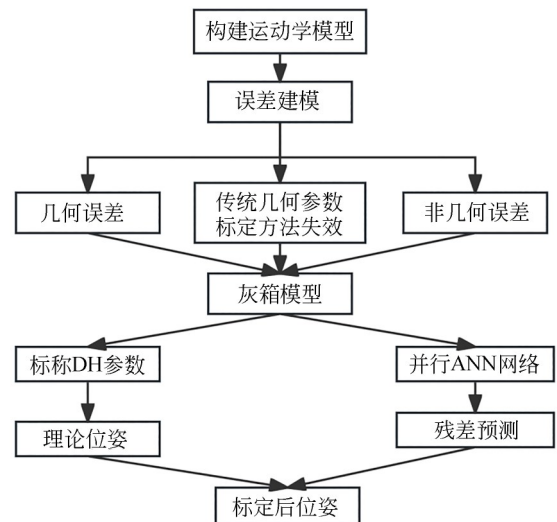 构建运动学模型
误差建模
几何误差
传统几何参数
标定方法失效
非几何误差
灰箱模型
标称DH参数
并行ANN网络
理论位姿
残差预测
标定后位姿